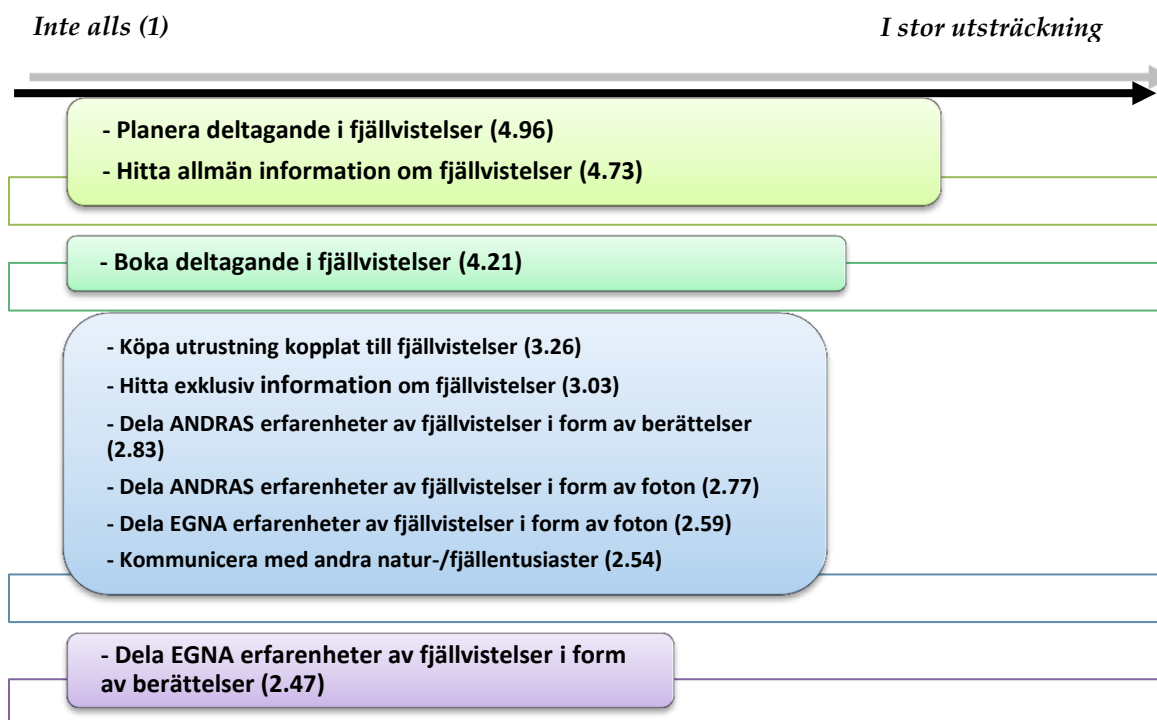 Inte alls (1)
I stor utsträckning
- Planera deltagande i fjällvistelser (4.96)
- Hitta allmän information om fjällvistelser (4.73)
- Boka deltagande i fjällvistelser (4.21)
- Köpa utrustning kopplat till fjällvistelser (3.26)
- Hitta exklusiv information om fjällvistelser (3.03)
- Dela ANDRAS erfarenheter av fjällvistelser i form av berättelser
(2.83)
- Dela ANDRAS erfarenheter av fjällvistelser i form av foton (2.77)
- Dela EGNA erfarenheter av fjällvistelser i form av foton (2.59)
- Kommunicera med andra natur-/fjällentusiaster (2.54)
- Dela EGNA erfarenheter av fjällvistelser i form
av berättelser (2.47)